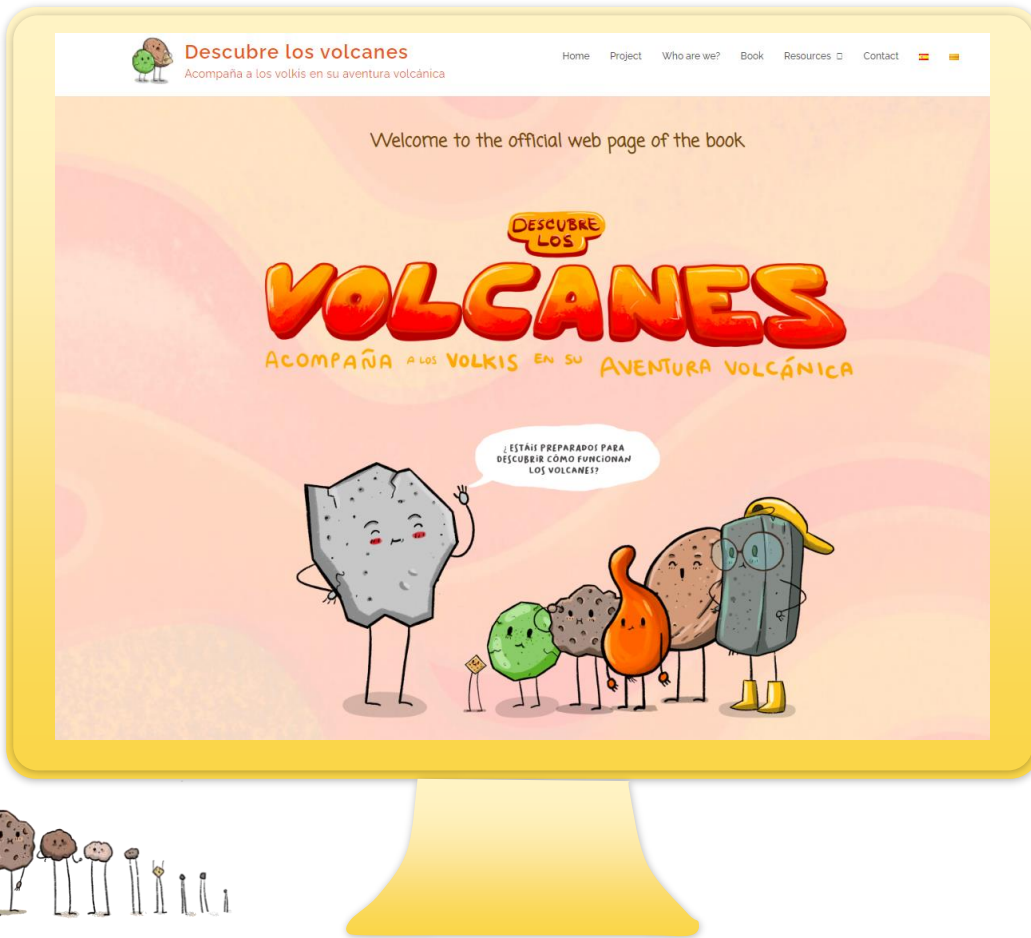 Descubre los volcanes
Acompaña a los volkis en su aventura volcánica
Home Project Who are we? Book Resources Contact
Welcome to the official web page of the book
DESCUBRE
LOS
VOLCANES
ACOMPAÑA A LOS VOLKIS EN SU AVENTURA VOLCÁNICA
¿ESTÁIS PREPARADOS PARA
DESCUBRIR CÓMO FUNCIONAN
LOS VOLCANES?